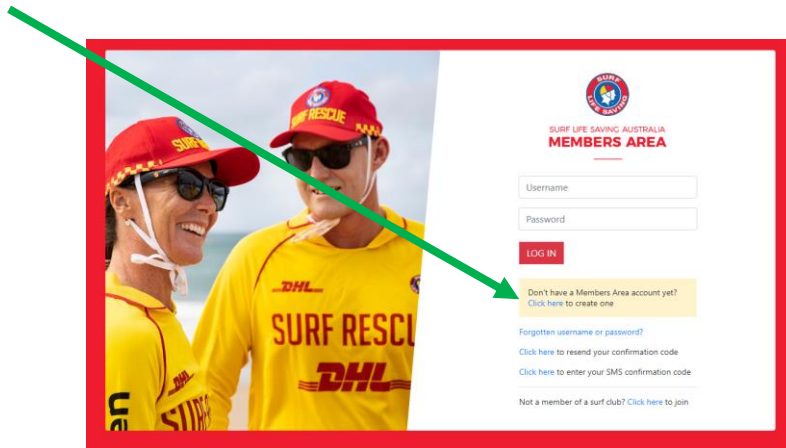 SURF RESCUE
SURF
DHL
SURF RESCU
DHL
SURF
LIFE SAVING
SURF LIFE SAVING AUSTRALIA
MEMBERS AREA
Username
Password
LOG IN
Don't have a Members Area account yet?
Click here to create one
Forgotten username or password?
Click here to resend your confirmation code
Click here to enter your SMS confirmation code
Not a member of a surf club? Click here to join